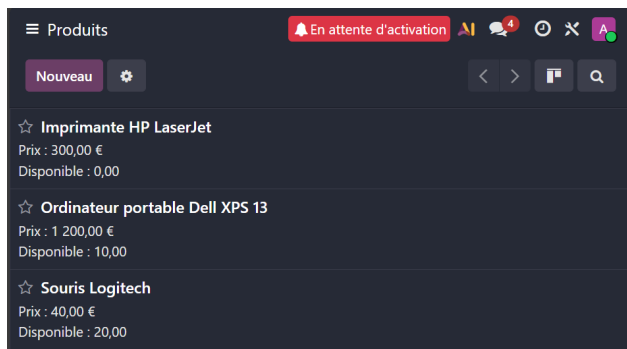 Produits
En attente d'activation
AI
4
A
Nouveau
Imprimante HP LaserJet
Prix : 300,00 €
Disponible : 0,00
Ordinateur portable Dell XPS 13
Prix : 1 200,00 €
Disponible : 10,00
Souris Logitech
Prix : 40,00 €
Disponible : 20,00